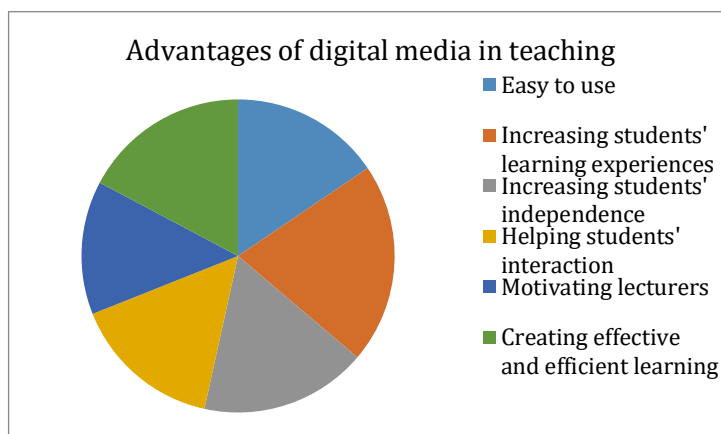 Advantages of digital media in teaching
Easy to use
Increasing students'
learning experiences
Increasing students'
independence
Helping students'
interaction
Motivating lecturers
Creating effective
and efficient learning